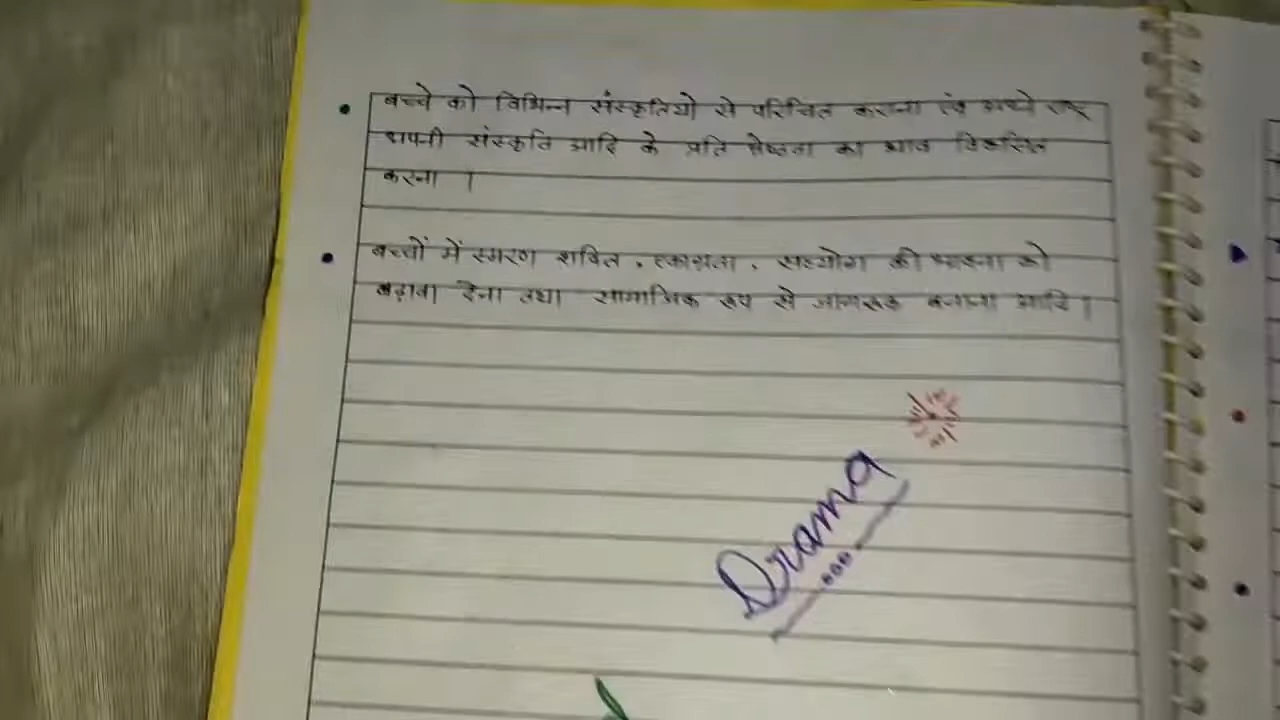 बच्चे को विभिन्न संस्कृतियो से परिचित कराना एंव अपने राष्ट्र
अपनी संस्कृति आदि के प्रति श्रेष्ठता का भाव विकसित
करना ।
बच्चों में स्मरण शक्ति, एकाग्रता, सहयोग की भावना को
बढ़ावा देना तथा सामाजिक रूप से जागरूक बनाना आदि ।
Drama